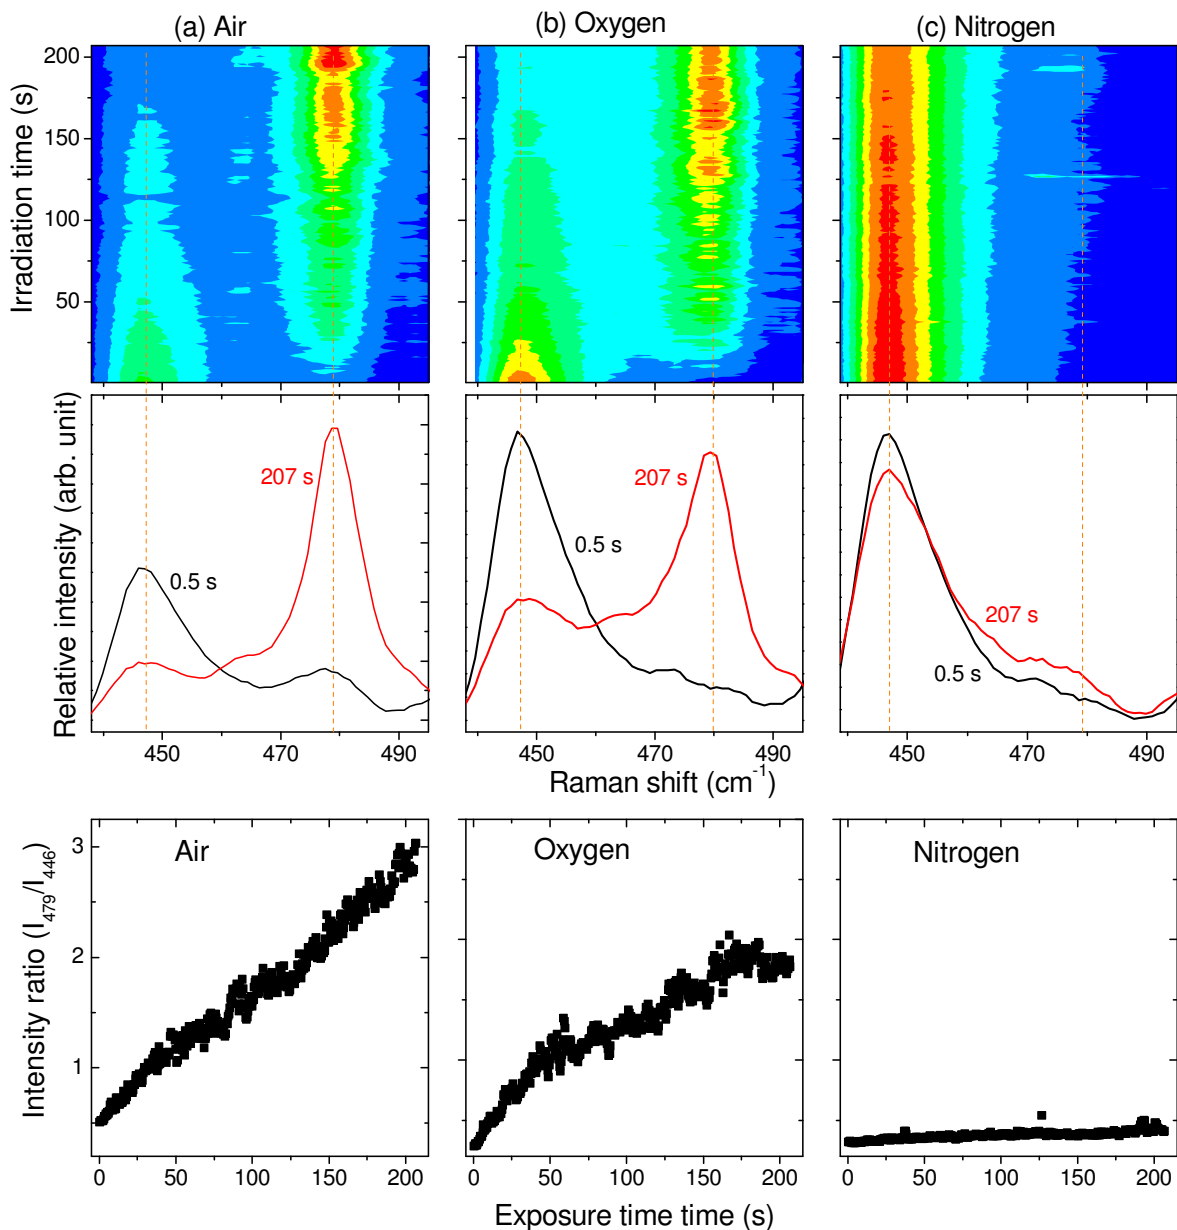 (a) Air
(b) Oxygen
(c) Nitrogen
Irradiation time (s)
200
150
100
50
Relative intensity (arb. unit)
207 s
0.5 s
207 s
0.5 s
207 s
0.5 s
450 470 490
450 470 490
450 470 490
Raman shift (cm⁻¹)
Intensity ratio (I₄₇₉/I₄₄₆)
3
2
1
Air
Oxygen
Nitrogen
0 50 100 150 200
0 50 100 150 200
0 50 100 150 200
Exposure time time (s)